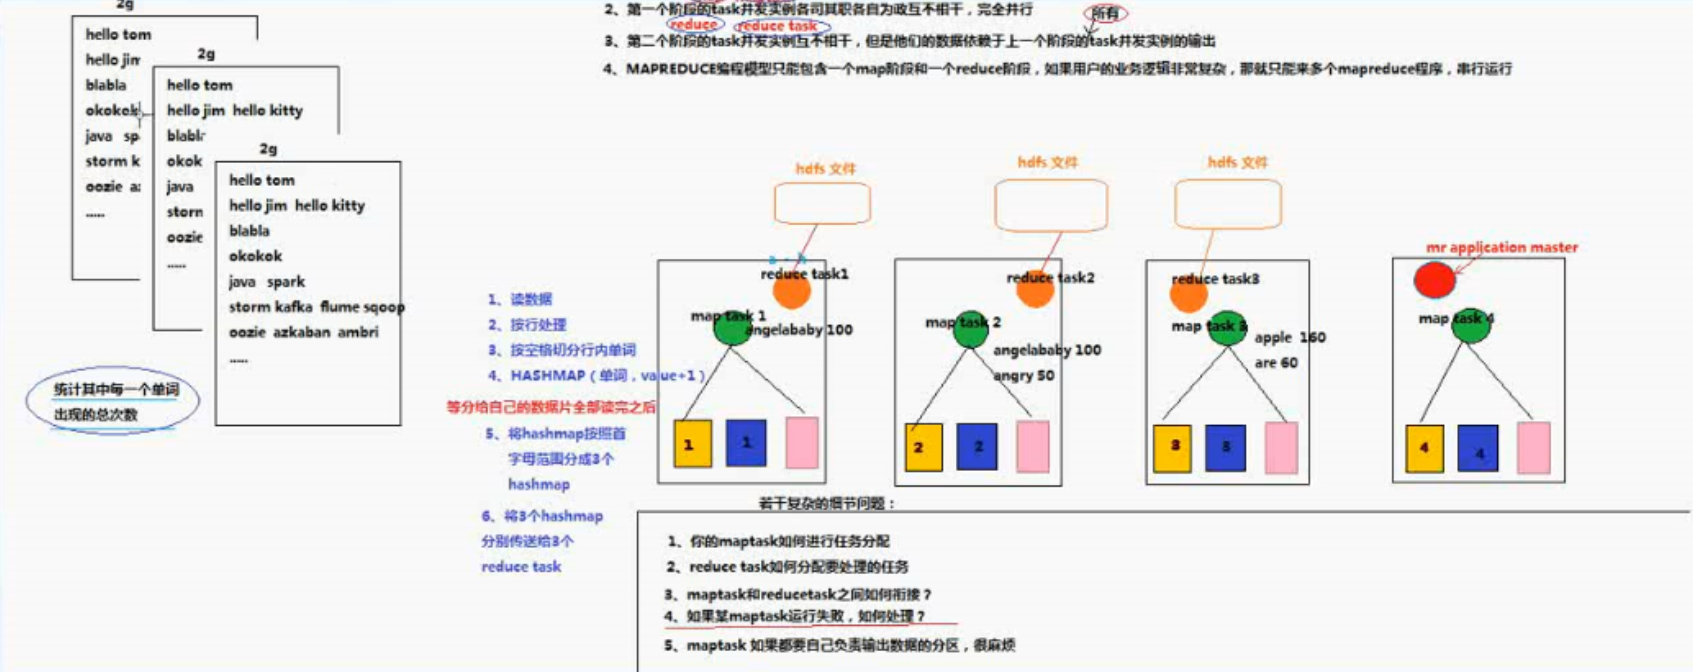 2g
hello tom
hello jim
blabla
okokok
java sp
storm k
oozie a
.....
2g
hello tom
hello jim hello kitty
blabla
okok
java
storm
oozie
.....
2g
hello tom
hello jim hello kitty
blabla
okokok
java spark
storm kafka flume sqoop
oozie azkaban ambri
.....
统计其中每一个单词
出现的总次数
2、第一个阶段的task并发实例各司其职各自为政互不相干，完全并行
所有
reduce reduce task
3、第二个阶段的task并发实例互不相干，但是他们的数据依赖于上一个阶段的task并发实例的输出
4、MAPREDUCE编程模型只能包含一个map阶段和一个reduce阶段，如果用户的业务逻辑非常复杂，那就只能来多个mapreduce程序，串行运行
1、读数据
2、按行处理
3、按空格切分行内单词
4、HASHMAP（单词，value+1）
等分给自己的数据片全部读完之后
5、将hashmap按照首
字母范围分成3个
hashmap
6、将3个hashmap
分别传送给3个
reduce task
hdfs 文件
a - h
reduce task1
map task 1
angelababy 100
1
1
hdfs 文件
reduce task2
map task 2
angelababy 100
angry 50
2
2
hdfs 文件
reduce task3
map task 3
apple 160
are 60
3
3
mr application master
map task 4
4
4
若干复杂的细节问题：
1、你的maptask如何进行任务分配
2、reduce task如何分配要处理的任务
3、maptask和reducetask之间如何衔接？
4、如果某maptask运行失败，如何处理？
5、maptask 如果都要自己负责输出数据的分区，很麻烦